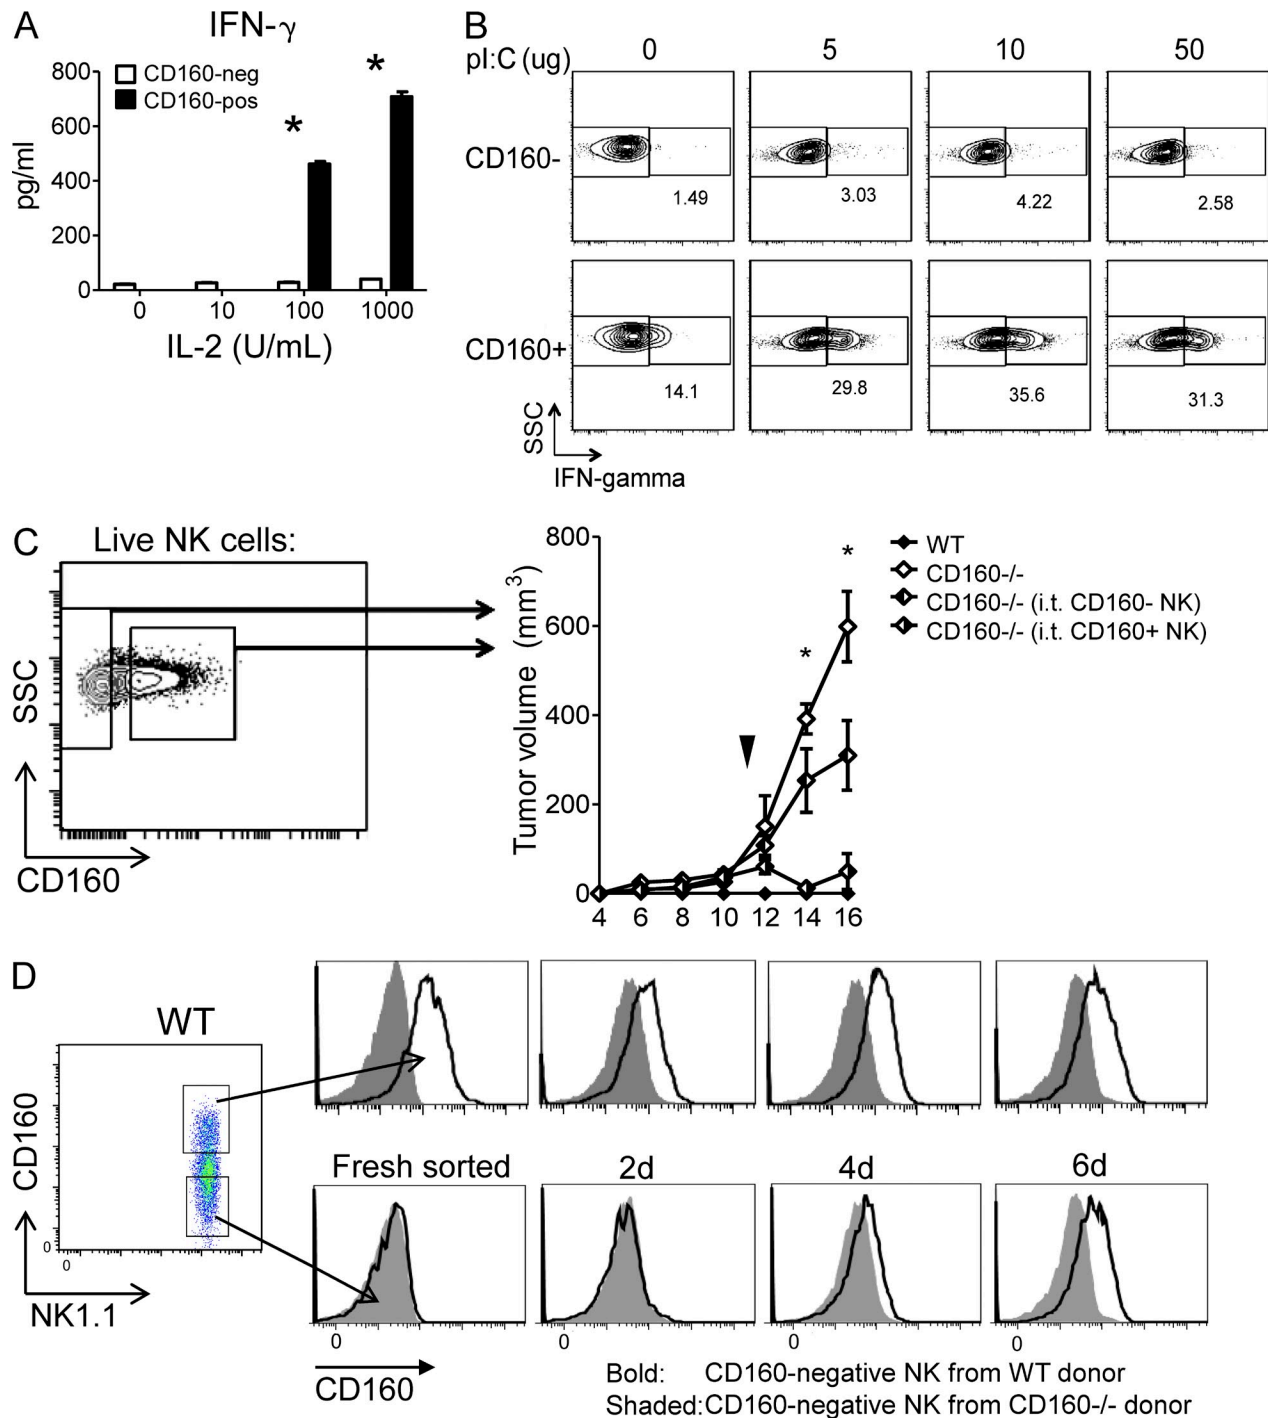 A
IFN-γ
800
600
400
200
0
pg/ml
CD160-neg
CD160-pos
*
*
0 10 100 1000
IL-2 (U/mL)
B
pI:C (ug) 0 5 10 50
CD160-
1.49 3.03 4.22 2.58
CD160+
14.1 29.8 35.6 31.3
SSC
IFN-gamma
C
Live NK cells:
SSC
CD160
Tumor volume (mm³)
800
600
400
200
0
4 6 8 10 12 14 16
*
*
WT
CD160-/-
CD160-/- (i.t. CD160- NK)
CD160-/- (i.t. CD160+ NK)
D
WT
CD160
0
0
NK1.1
Fresh sorted 2d 4d 6d
0 0 0 0
CD160
Bold: CD160-negative NK from WT donor
Shaded:CD160-negative NK from CD160-/- donor